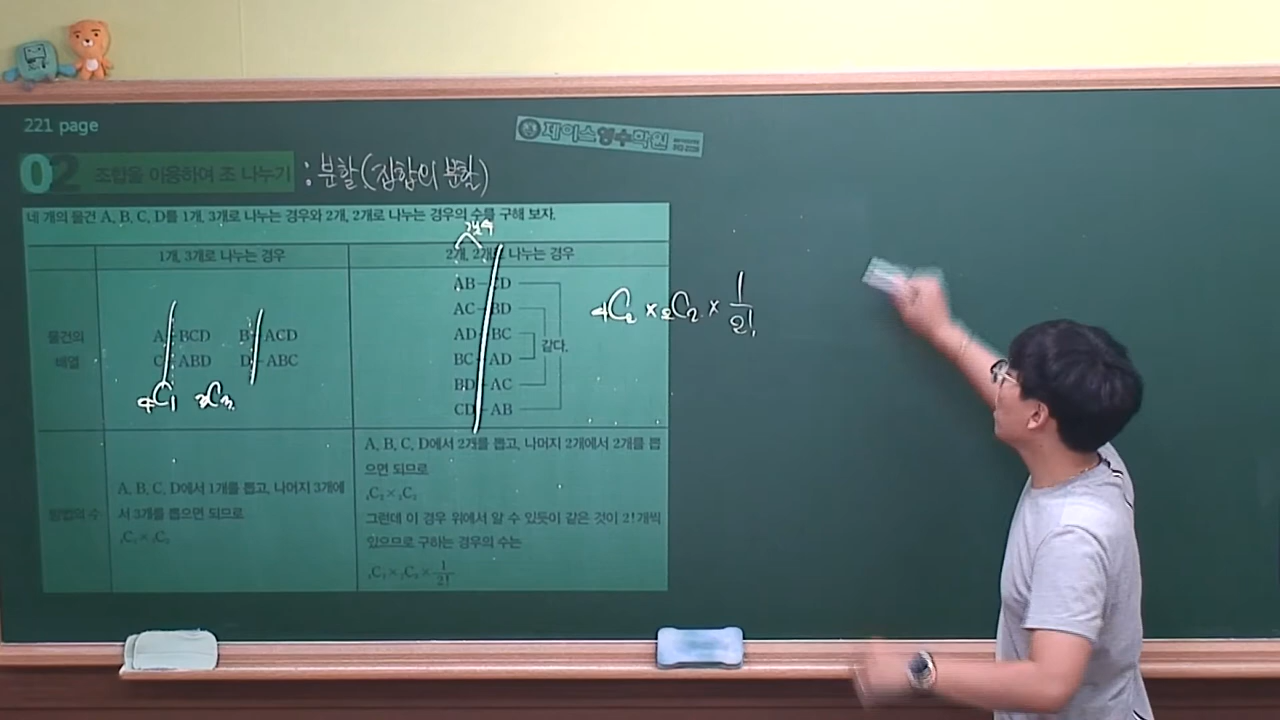 221 page
제이스영수학원
02 조합을 이용하여 조 나누기 : 분할 (집합의 분할)
네 개의 물건 A, B, C, D를 1개, 3개로 나누는 경우와 2개, 2개로 나누는 경우의 수를 구해 보자.
개수
1개, 3개로 나누는 경우
2개, 2개로 나누는 경우
물건의
배열
A BCD B ACD
C ABD D ABC
₄C₁ ₃C₃
AB CD
AC BD
AD BC
BC AD
BD AC
CD AB
같다.
₄C₂ × ₂C₂ × 1/2!
방법의 수
A, B, C, D에서 1개를 뽑고, 나머지 3개에
서 3개를 뽑으면 되므로
₄C₁×₃C₃
A, B, C, D에서 2개를 뽑고, 나머지 2개에서 2개를 뽑
으면 되므로
₄C₂×₂C₂
그런데 이 경우 위에서 알 수 있듯이 같은 것이 2!개씩
있으므로 구하는 경우의 수는
₄C₂×₂C₂×1/2!